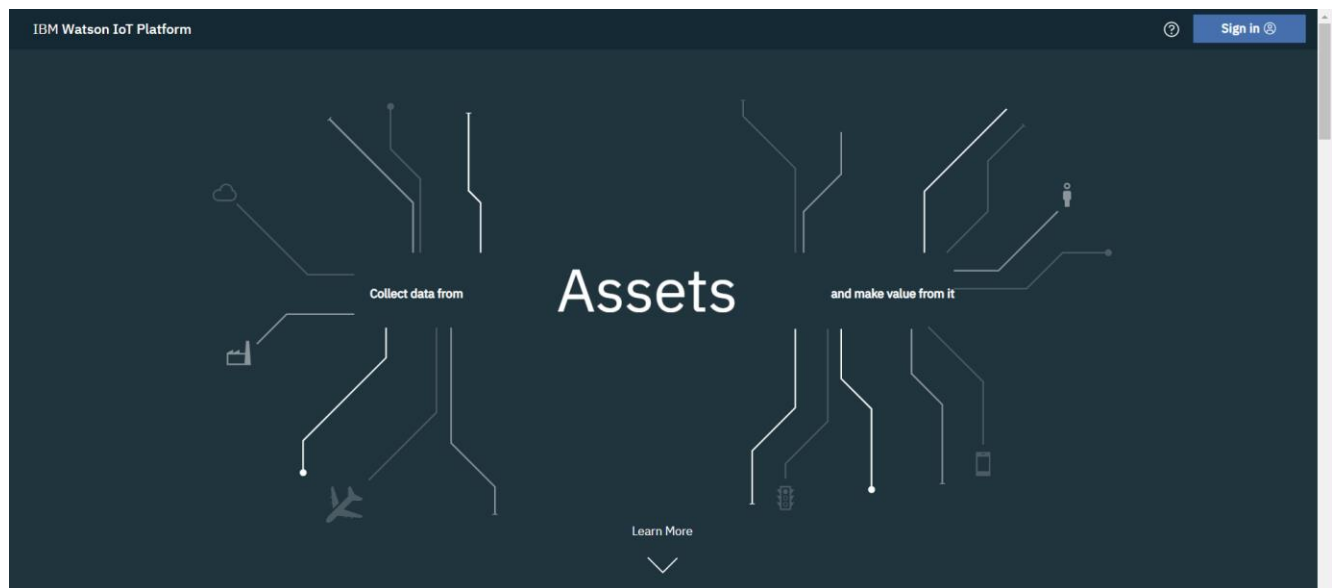 IBM Watson IoT Platform
Sign in
Collect data from
Assets
and make value from it
Learn More